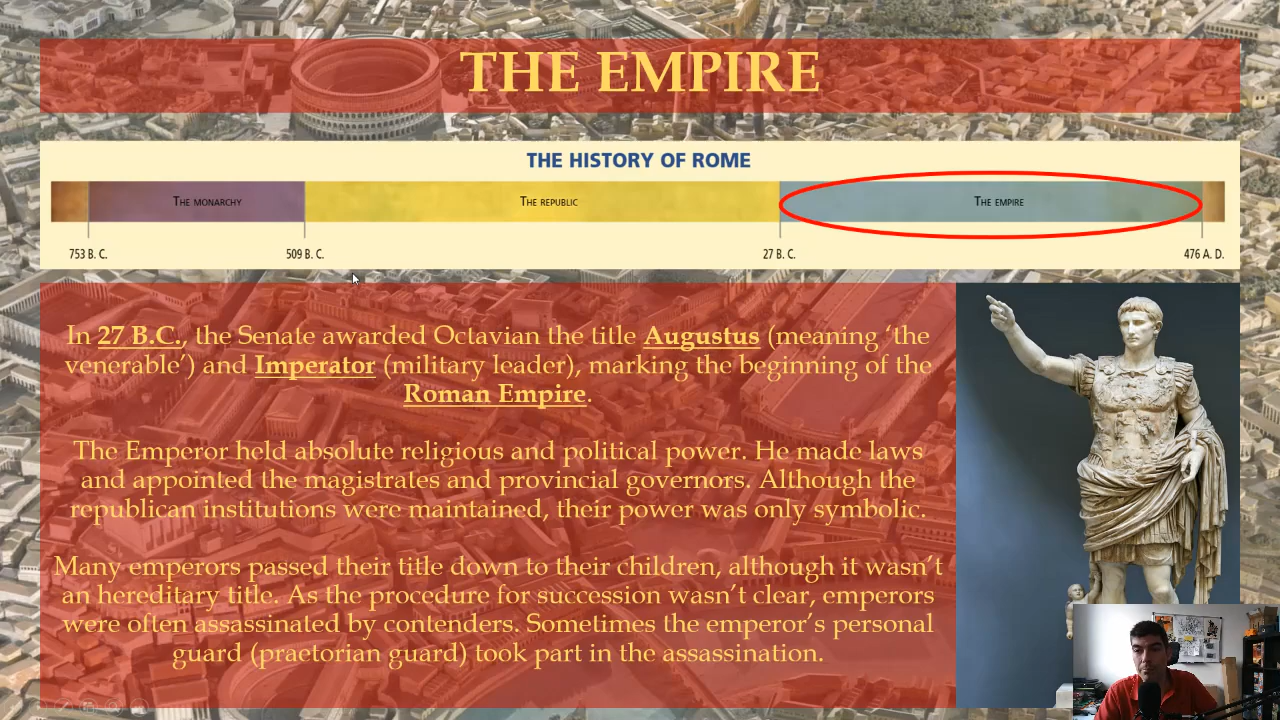 THE EMPIRE
THE HISTORY OF ROME
THE MONARCHY
THE REPUBLIC
THE EMPIRE
753 B. C.
509 B. C.
27 B. C.
476 A. D.
In 27 B.C., the Senate awarded Octavian the title Augustus (meaning ‘the
venerable’) and Imperator (military leader), marking the beginning of the
Roman Empire.
The Emperor held absolute religious and political power. He made laws
and appointed the magistrates and provincial governors. Although the
republican institutions were maintained, their power was only symbolic.
Many emperors passed their title down to their children, although it wasn’t
an hereditary title. As the procedure for succession wasn’t clear, emperors
were often assassinated by contenders. Sometimes the emperor’s personal
guard (praetorian guard) took part in the assassination.